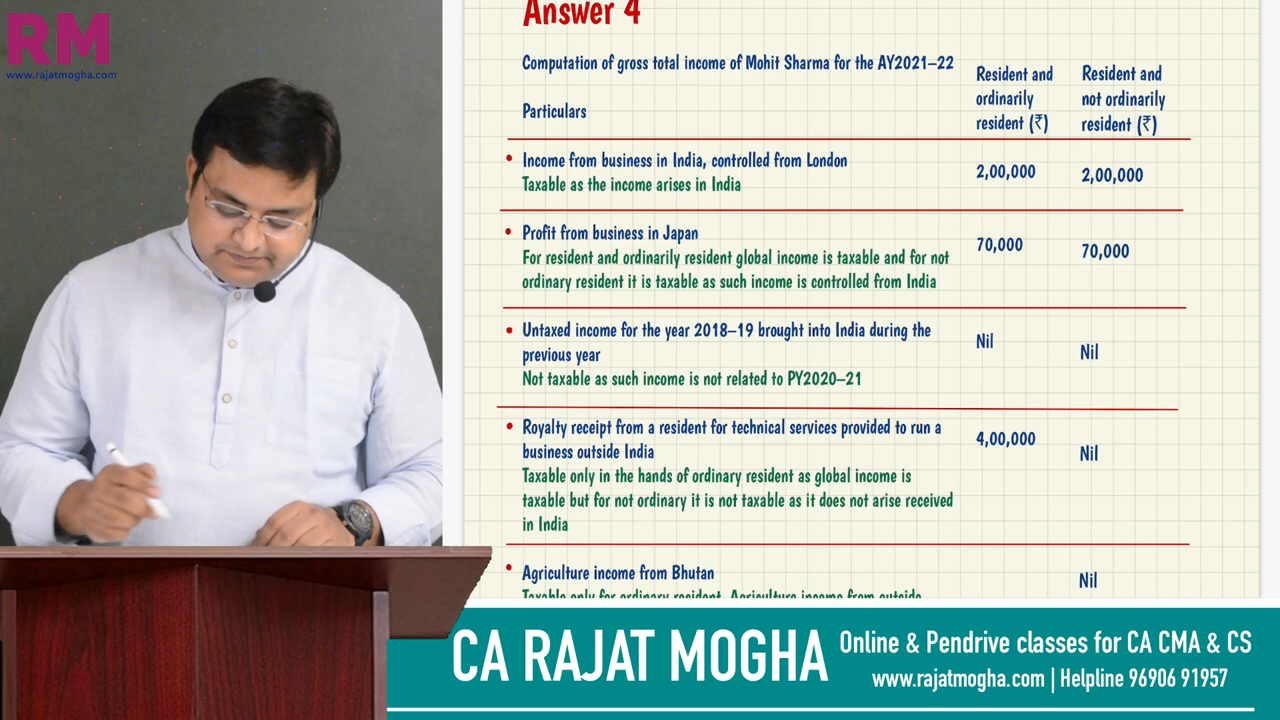 RM
www.rajatmogha.com
Answer 4
Computation of gross total income of Mohit Sharma for the AY2021–22
Particulars
Resident and
ordinarily
resident (₹)
Resident and
not ordinarily
resident (₹)
• Income from business in India, controlled from London
Taxable as the income arises in India
2,00,000
2,00,000
• Profit from business in Japan
For resident and ordinarily resident global income is taxable and for not
ordinary resident it is taxable as such income is controlled from India
70,000
70,000
• Untaxed income for the year 2018–19 brought into India during the
previous year
Not taxable as such income is not related to PY2020–21
Nil
Nil
• Royalty receipt from a resident for technical services provided to run a
business outside India
Taxable only in the hands of ordinary resident as global income is
taxable but for not ordinary it is not taxable as it does not arise received
in India
4,00,000
Nil
• Agriculture income from Bhutan
Taxable only for ordinary resident. Agriculture income from outside
Nil
CA RAJAT MOGHA
Online & Pendrive classes for CA CMA & CS
www.rajatmogha.com | Helpline 96906 91957